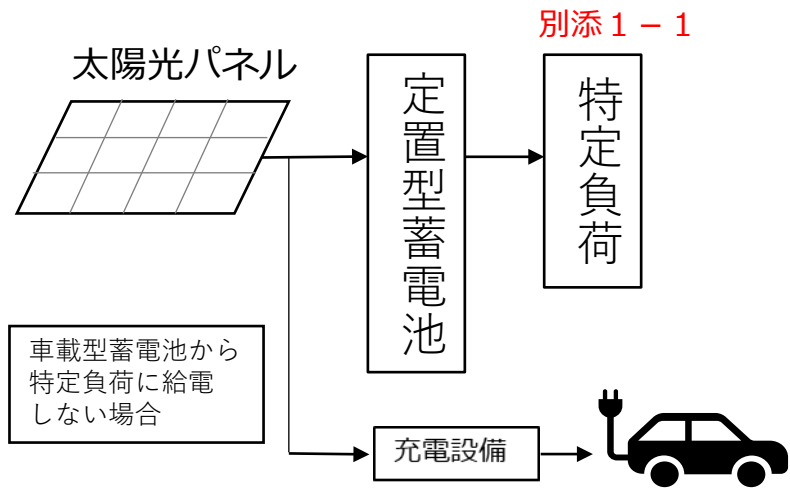 別添１－１
太陽光パネル
定置型蓄電池
特定負荷
車載型蓄電池から
特定負荷に給電
しない場合
充電設備